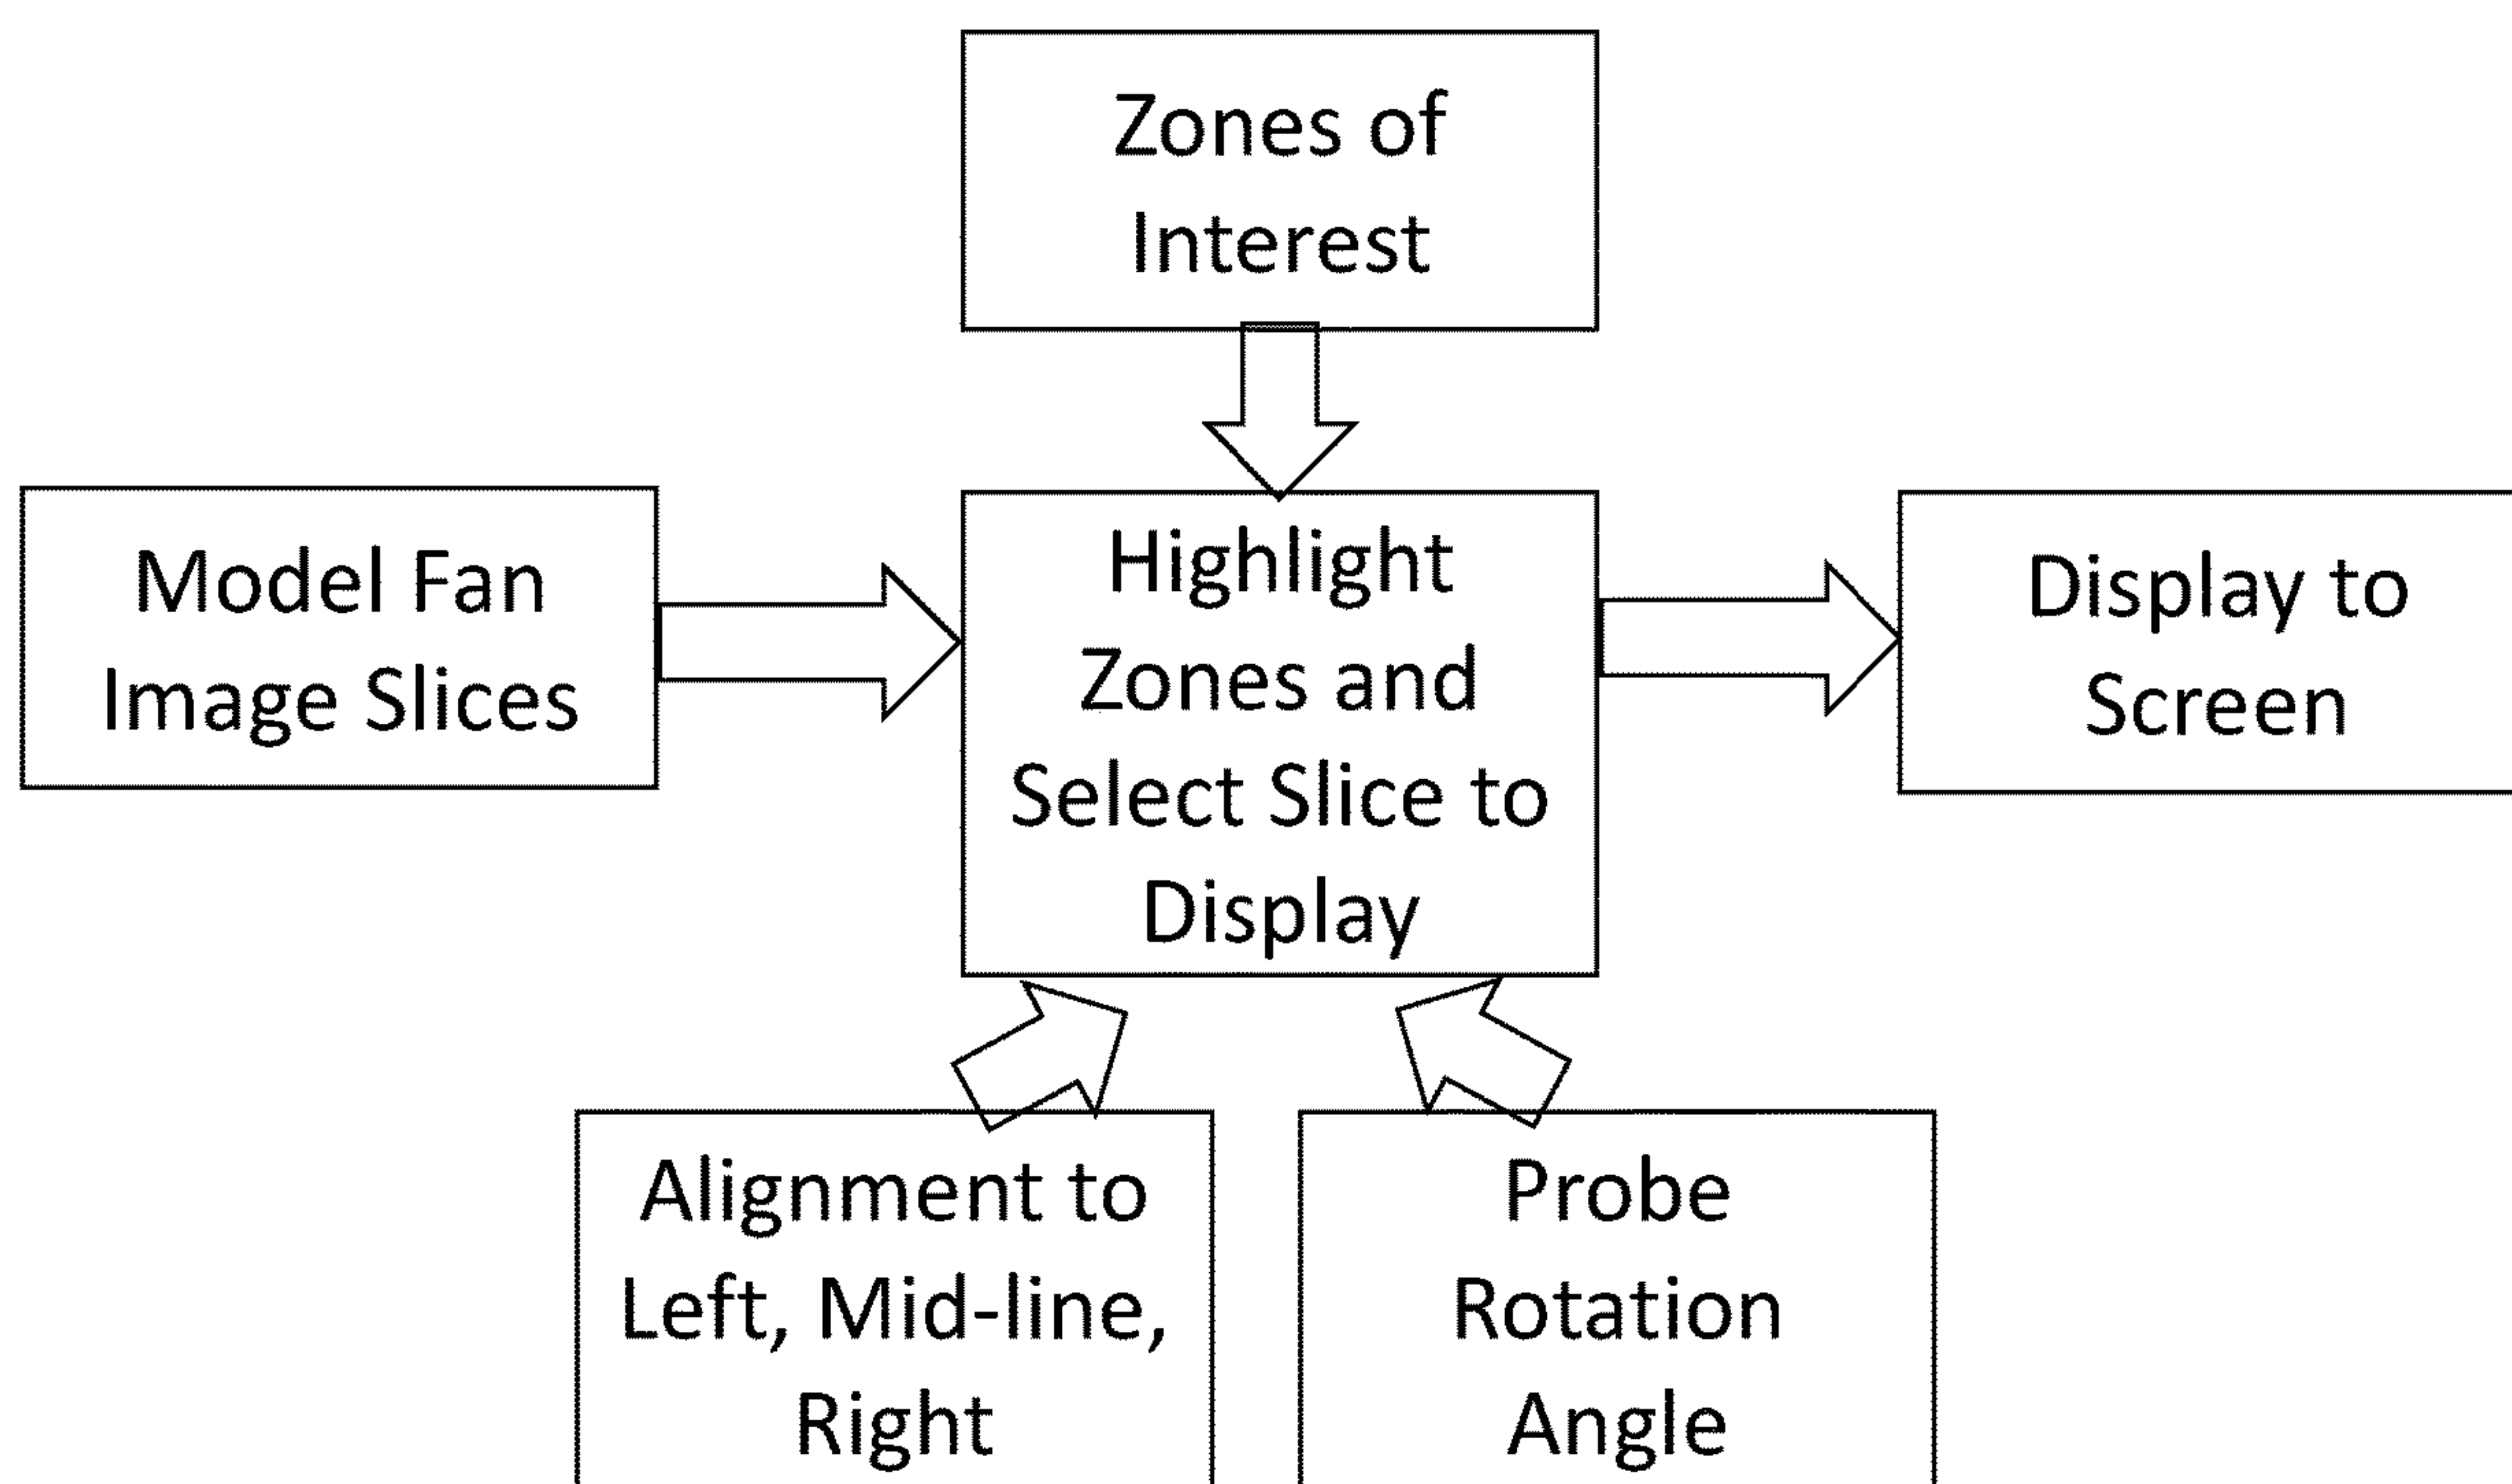 Zones of
Interest
Model Fan
Image Slices
Highlight
Zones and
Select Slice to
Display
Display to
Screen
Alignment to
Left, Mid-line,
Right
Probe
Rotation
Angle